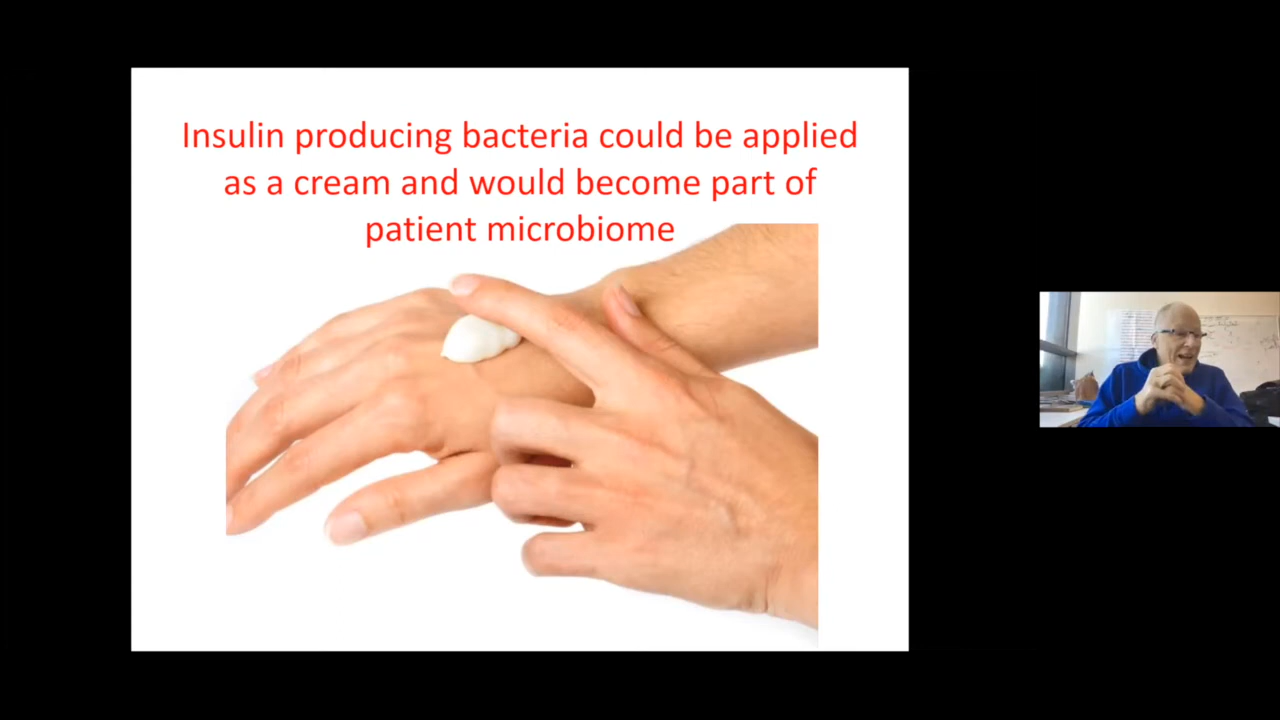 Insulin producing bacteria could be applied
as a cream and would become part of
patient microbiome